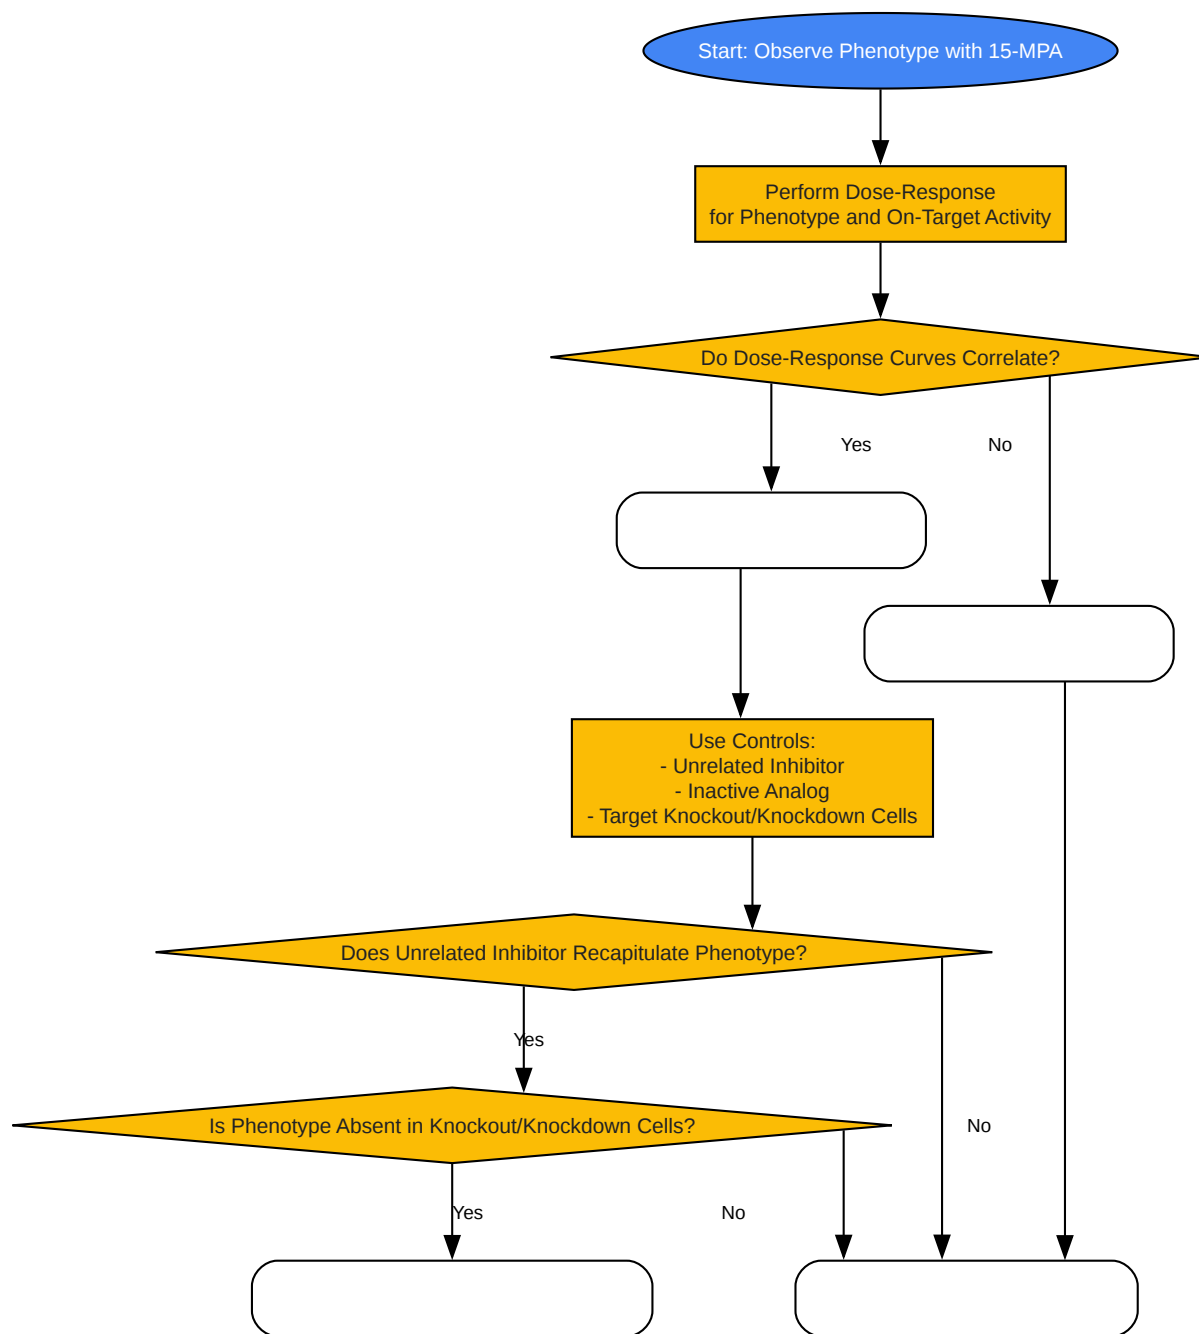 Start: Observe Phenotype with 15-MPA
Perform Dose-Response
for Phenotype and On-Target Activity
Do Dose-Response Curves Correlate?
Yes
No
Use Controls:
- Unrelated Inhibitor
- Inactive Analog
- Target Knockout/Knockdown Cells
Does Unrelated Inhibitor Recapitulate Phenotype?
Yes
Is Phenotype Absent in Knockout/Knockdown Cells?
No
Yes
No